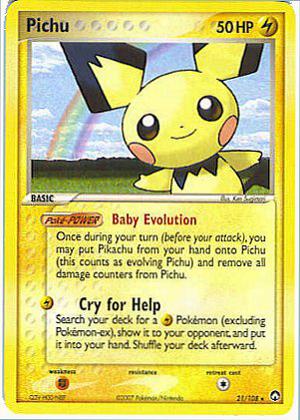 Pichu 50 HP
Illus. Ken Sugimori
BASIC
Poké-POWER Baby Evolution
Once during your turn (before your attack), you
may put Pikachu from your hand onto Pichu
(this counts as evolving Pichu) and remove all
damage counters from Pichu.
Cry for Help
Search your deck for a Pokémon (excluding
Pokémon-ex), show it to your opponent, and put
it into your hand. Shuffle your deck afterward.
weakness resistance retreat cost
©2007 Pokémon/Nintendo 21/108